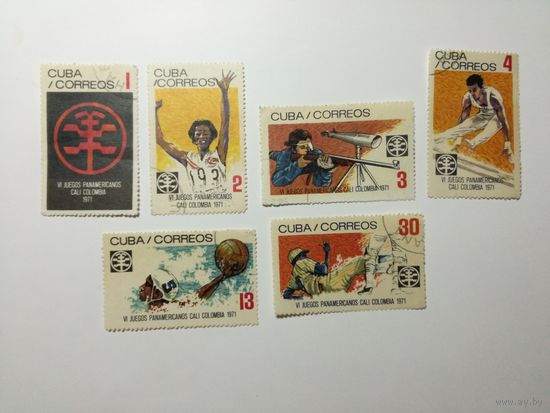 CUBA
/CORREOS
1
VI JUEGOS PANAMERICANOS
CALI COLOMBIA
1971
CUBA
/CORREOS
193
2
VI JUEGOS PANAMERICANOS
CALI COLOMBIA 1971
CUBA/CORREOS
3
VI JUEGOS PANAMERICANOS CALI COLOMBIA 1971
CUBA
/CORREOS
4
VI JUEGOS PANAMERICANOS
CALI COLOMBIA 1971
CUBA/CORREOS
5
13
VI JUEGOS PANAMERICANOS CALI COLOMBIA 1971
CUBA/CORREOS
30
VI JUEGOS PANAMERICANOS CALI COLOMBIA 1971
www.ay.by